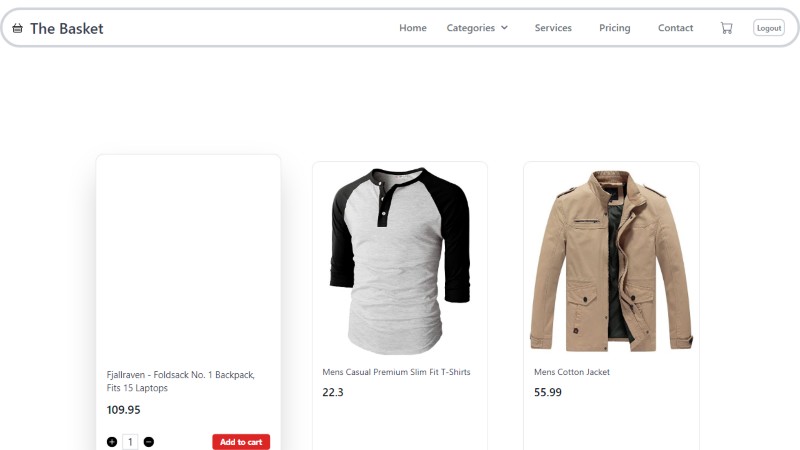 The Basket
Home
Categories
Services
Pricing
Contact
Logout
Fjallraven - Foldsack No. 1 Backpack,
Fits 15 Laptops
109.95
1
Add to cart
Mens Casual Premium Slim Fit T-Shirts
22.3
Mens Cotton Jacket
55.99